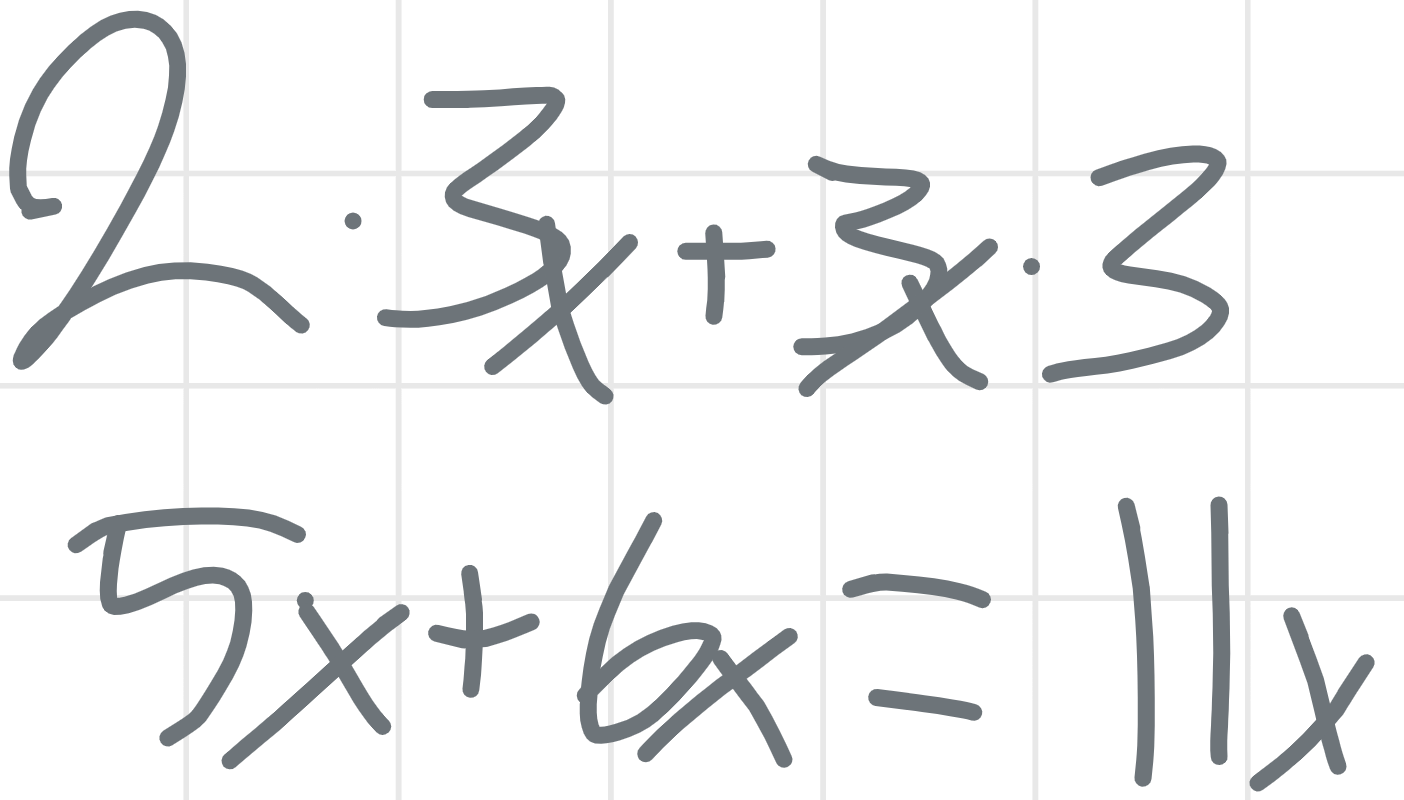 2 · 3x + 3x · 3
5x + 6x = 11x